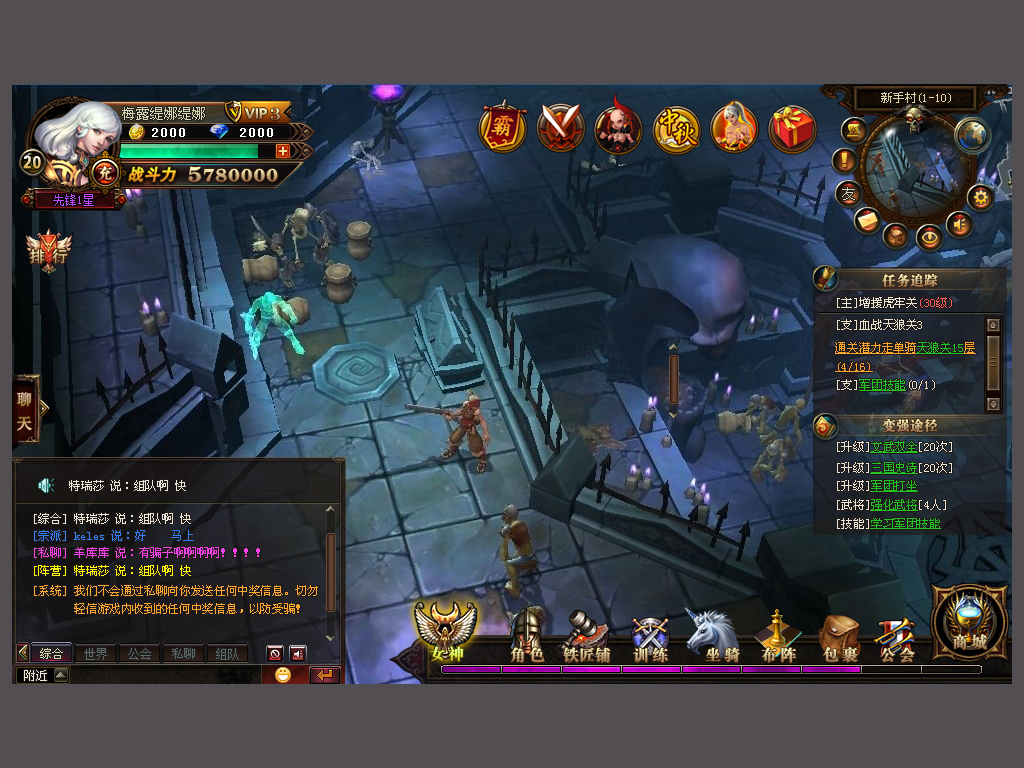 梅露缇娜缇娜
VIP 3
2000
2000
20
充
战斗力 5780000
先锋1星
排行
霸
中秋
新手村(1-10)
友
任务追踪
[主]增援虎牢关(30级)
[支]血战天狼关3
通关潜力走单骑天狼关15层
(4/16)
[支]军团技能(0/1)
变强途径
[升级]文武双全[20次]
[升级]三国史诗[20次]
[升级]军团打坐
[武将]强化武将[4人]
[技能]学习军团技能
聊天
特瑞莎 说：组队啊 快
[综合] 特瑞莎 说：组队啊 快
[宗派] keles 说：好 马上
[私聊] 羊库库 说：有骗子啊啊啊啊！！！！
[阵营] 特瑞莎 说：组队啊 快
[系统] 我们不会通过私聊向你发送任何中奖信息。切勿
轻信游戏内收到的任何中奖信息，以防受骗！
综合 世界 公会 私聊 组队
附近
女神 角色 铁匠铺 训练 坐骑 布阵 包裹 公会
商城